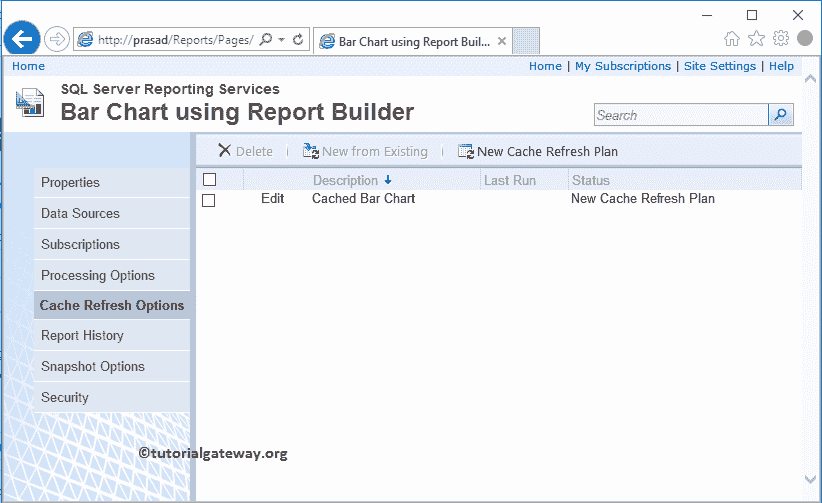 http://prasad/Reports/Pages/
Bar Chart using Report Buil...
Home
Home | My Subscriptions | Site Settings | Help
SQL Server Reporting Services
Bar Chart using Report Builder
Search
Delete | New from Existing | New Cache Refresh Plan
Properties
Data Sources
Subscriptions
Processing Options
Cache Refresh Options
Report History
Snapshot Options
Security
Description Last Run Status
Edit Cached Bar Chart New Cache Refresh Plan
©tutorialgateway.org